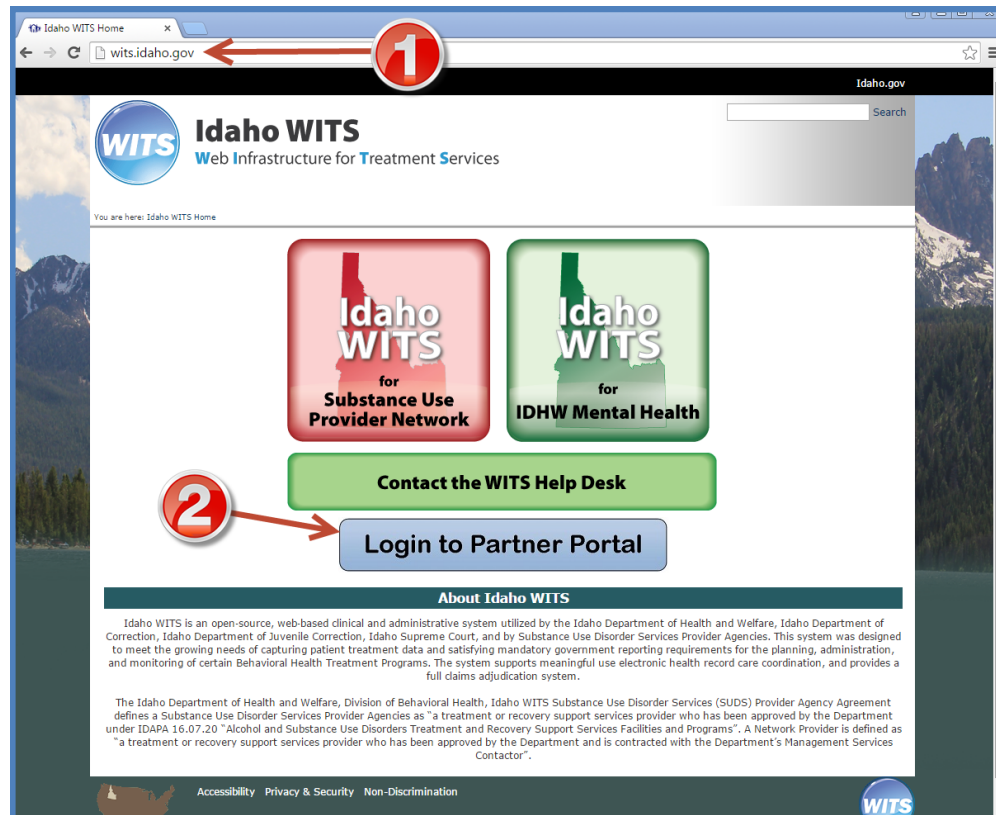 Idaho WITS Home
wits.idaho.gov
1
Idaho.gov
WITS
Idaho WITS
Web Infrastructure for Treatment Services
Search
You are here: Idaho WITS Home
Idaho
WITS
for
Substance Use
Provider Network
Idaho
WITS
for
IDHW Mental Health
Contact the WITS Help Desk
2
Login to Partner Portal
About Idaho WITS
Idaho WITS is an open-source, web-based clinical and administrative system utilized by the Idaho Department of Health and Welfare, Idaho Department of
Correction, Idaho Department of Juvenile Correction, Idaho Supreme Court, and by Substance Use Disorder Services Provider Agencies. This system was designed
to meet the growing needs of capturing patient treatment data and satisfying mandatory government reporting requirements for the planning, administration,
and monitoring of certain Behavioral Health Treatment Programs. The system supports meaningful use electronic health record care coordination, and provides a
full claims adjudication system.
The Idaho Department of Health and Welfare, Division of Behavioral Health, Idaho WITS Substance Use Disorder Services (SUDS) Provider Agency Agreement
defines a Substance Use Disorder Services Provider Agencies as "a treatment or recovery support services provider who has been approved by the Department
under IDAPA 16.07.20 "Alcohol and Substance Use Disorders Treatment and Recovery Support Services Facilities and Programs". A Network Provider is defined as
"a treatment or recovery support services provider who has been approved by the Department and is contracted with the Department's Management Services
Contactor".
Accessibility Privacy & Security Non-Discrimination
WITS